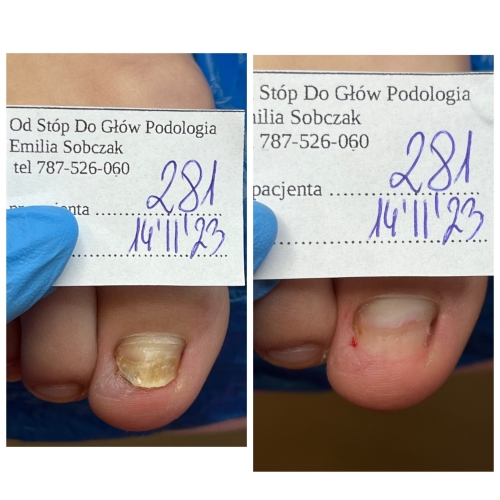 Od Stóp Do Głów Podologia
Emilia Sobczak
tel 787-526-060
281
14'11'23
Stóp Do Głów Podologia
milia Sobczak
787-526-060
pacjenta ........ 281
14'11'23